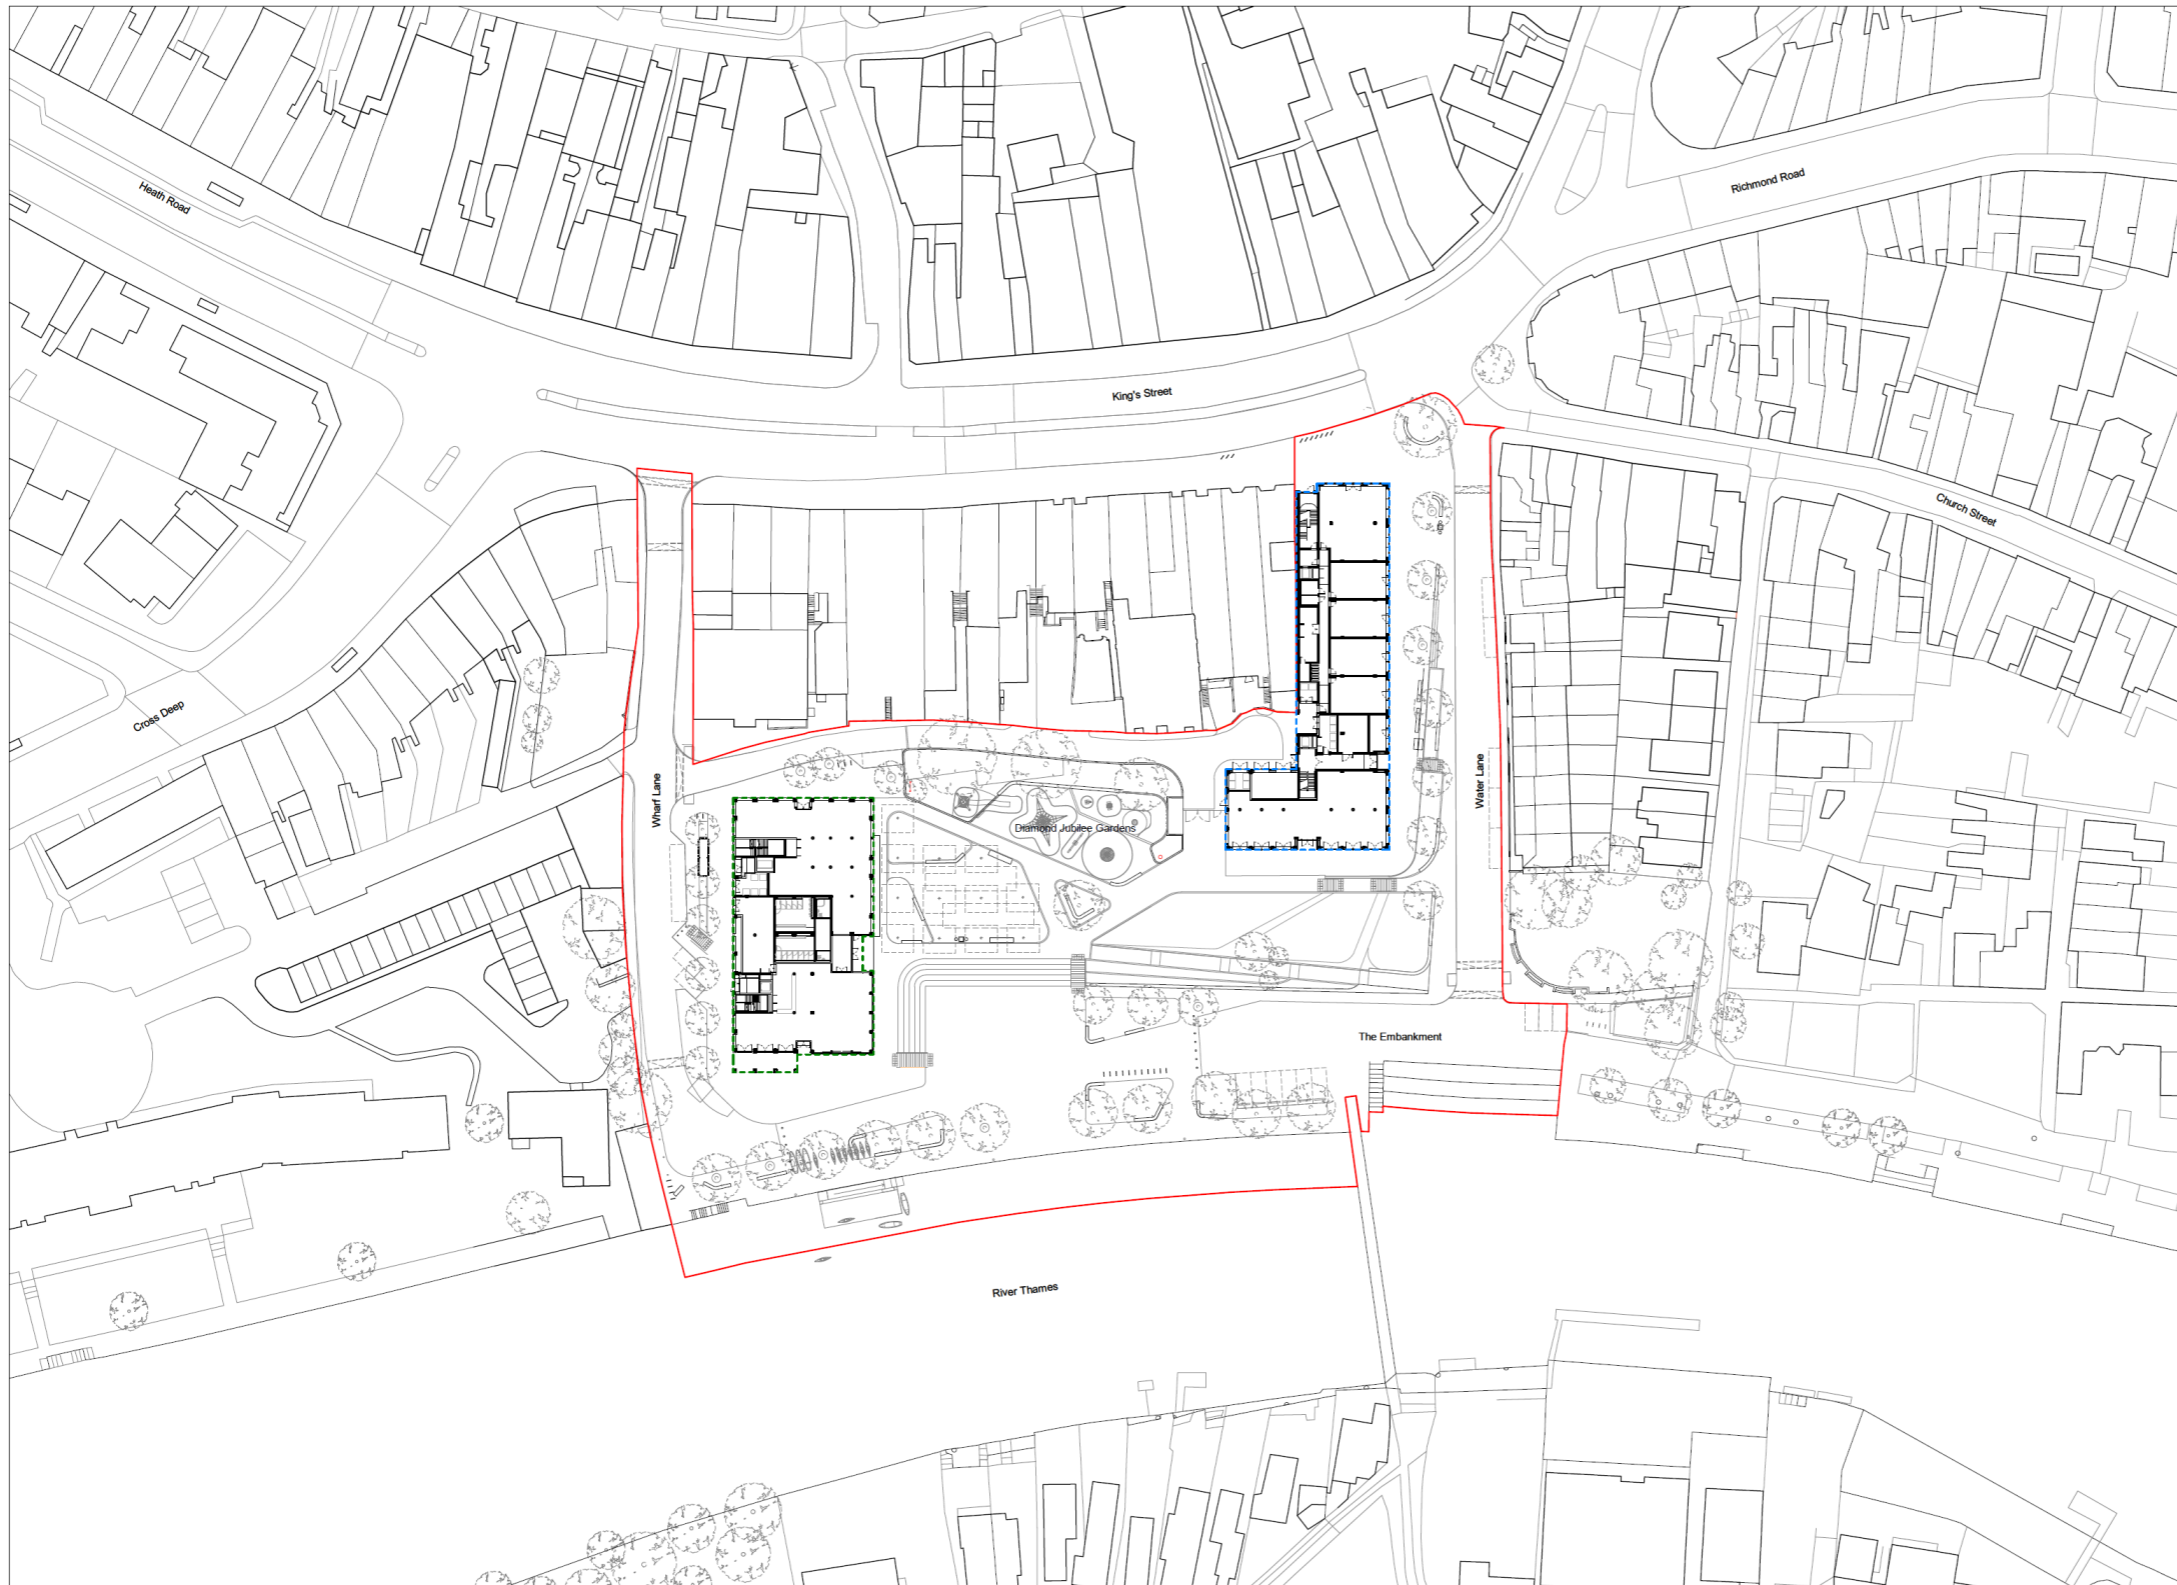 Heath Road
Richmond Road
King's Street
Church Street
Cross Deep
Wharf Lane
Water Lane
Diamond Jubilee Gardens
The Embankment
River Thames